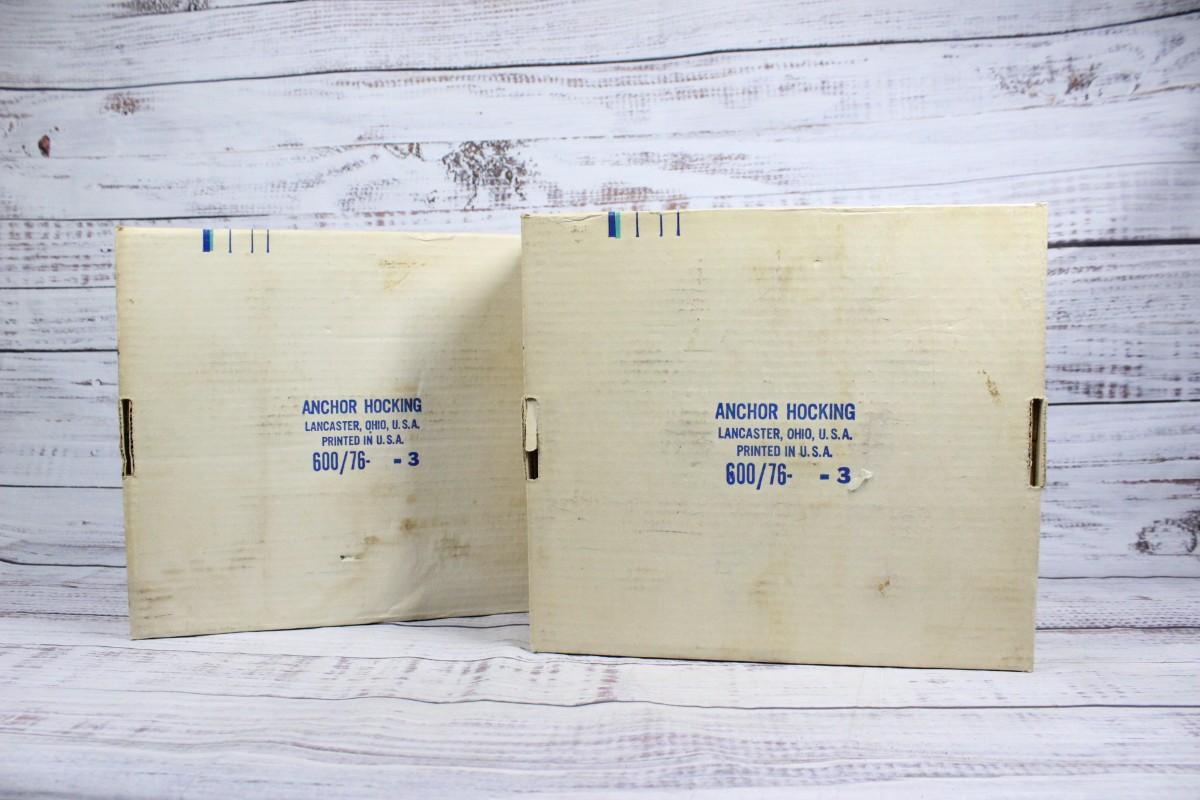 ANCHOR HOCKING
LANCASTER, OHIO, U.S.A.
PRINTED IN U.S.A.
600/76- - 3
ANCHOR HOCKING
LANCASTER, OHIO, U.S.A.
PRINTED IN U.S.A.
600/76- - 3